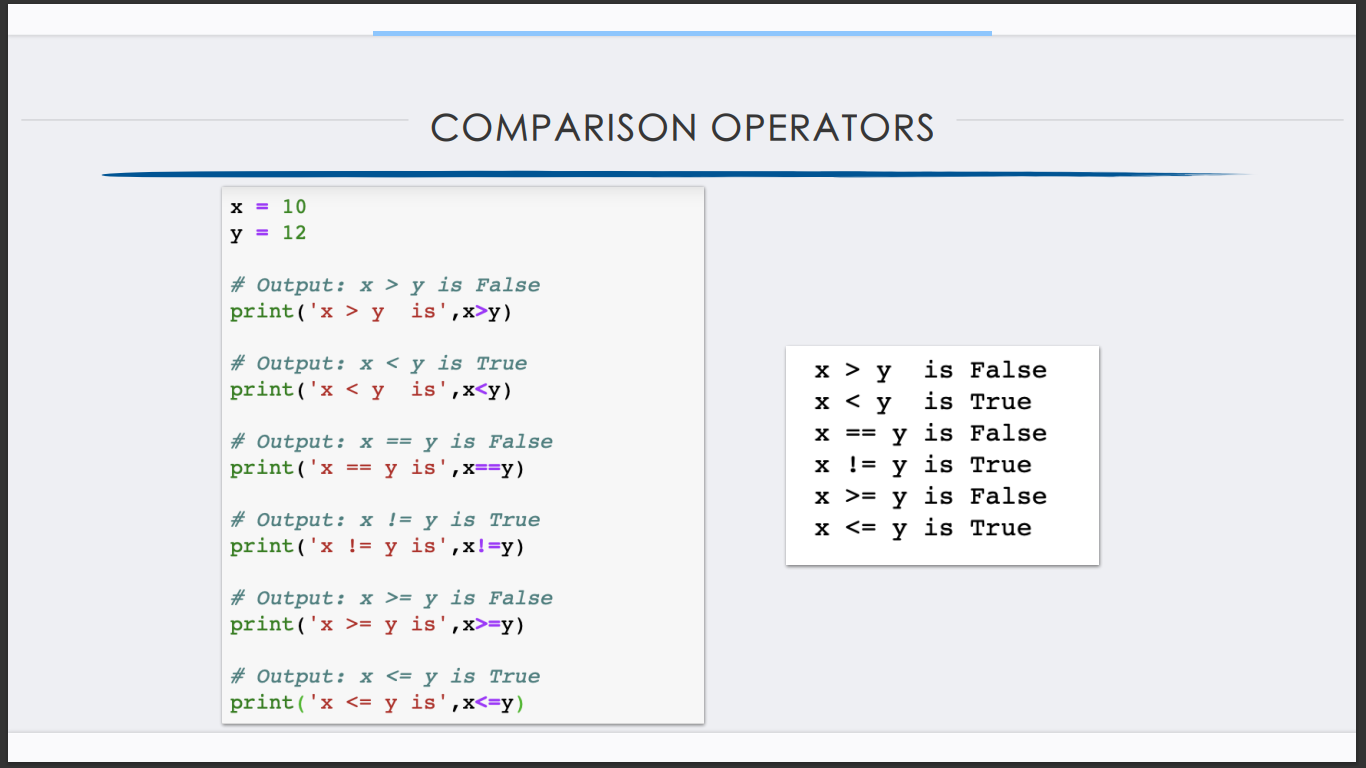 COMPARISON OPERATORS
x = 10
y = 12
# Output: x > y is False
print('x > y  is',x>y)
# Output: x < y is True
print('x < y  is',x<y)
# Output: x == y is False
print('x == y is',x==y)
# Output: x != y is True
print('x != y is',x!=y)
# Output: x >= y is False
print('x >= y is',x>=y)
# Output: x <= y is True
print('x <= y is',x<=y)
x > y  is False
x < y  is True
x == y is False
x != y is True
x >= y is False
x <= y is True